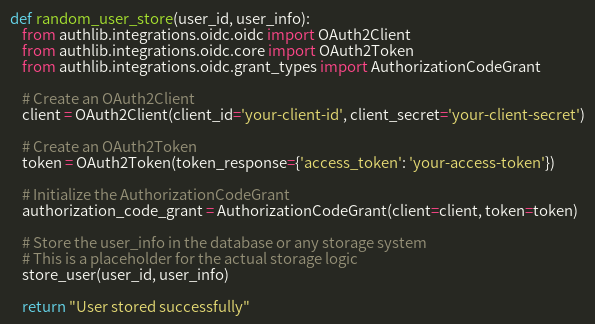 def random_user_store(user_id, user_info):
from authlib.integrations.oidc.oidc import OAuth2Client
from authlib.integrations.oidc.core import OAuth2Token
from authlib.integrations.oidc.grant_types import AuthorizationCodeGrant
# Create an OAuth2Client
client = OAuth2Client(client_id='your-client-id', client_secret='your-client-secret')
# Create an OAuth2Token
token = OAuth2Token(token_response={'access_token': 'your-access-token'})
# Initialize the AuthorizationCodeGrant
authorization_code_grant = AuthorizationCodeGrant(client=client, token=token)
# Store the user_info in the database or any storage system
# This is a placeholder for the actual storage logic
store_user(user_id, user_info)
return "User stored successfully"